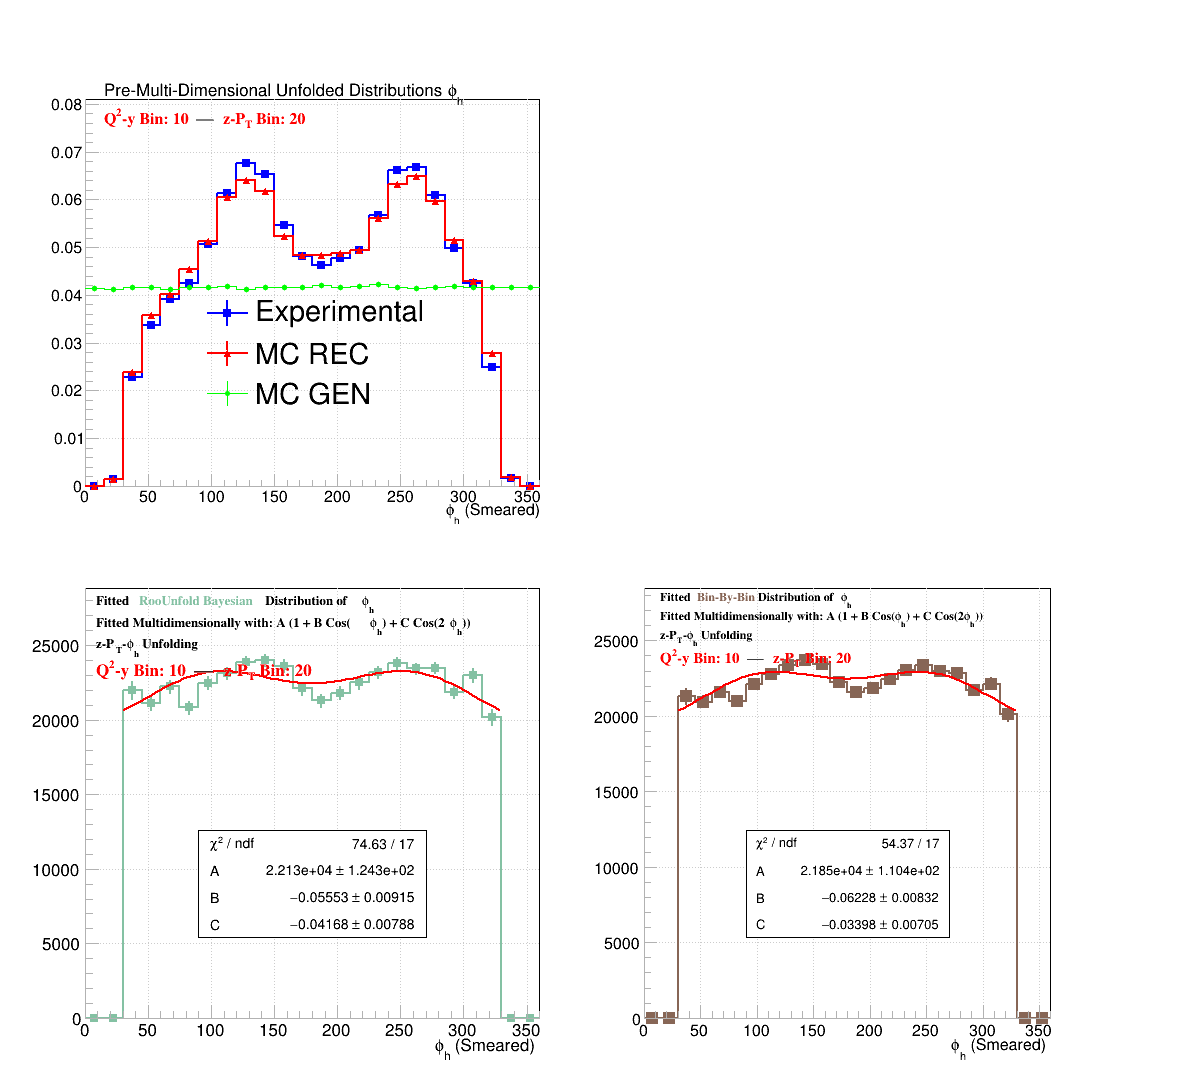 Pre-Multi-Dimensional Unfolded Distributions ϕh
Q²-y Bin: 10 — z-PT Bin: 20
0.08
0.07
0.06
0.05
0.04
0.03
0.02
0.01
0
Experimental
MC REC
MC GEN
0 50 100 150 200 250 300 350
ϕh (Smeared)
Fitted RooUnfold Bayesian Distribution of ϕh
Fitted Multidimensionally with: A (1 + B Cos( ϕh) + C Cos(2 ϕh))
z-PT-ϕh Unfolding
Q²-y Bin: 10 — z-PT Bin: 20
25000
20000
15000
10000
5000
0
χ² / ndf 74.63 / 17
A 2.213e+04 ± 1.243e+02
B −0.05553 ± 0.00915
C −0.04168 ± 0.00788
0 50 100 150 200 250 300 350
ϕh (Smeared)
Fitted Bin-By-Bin Distribution of ϕh
Fitted Multidimensionally with: A (1 + B Cos(ϕh) + C Cos(2ϕh))
z-PT-ϕh Unfolding
Q²-y Bin: 10 — z-PT Bin: 20
25000
20000
15000
10000
5000
0
χ² / ndf 54.37 / 17
A 2.185e+04 ± 1.104e+02
B −0.06228 ± 0.00832
C −0.03398 ± 0.00705
0 50 100 150 200 250 300 350
ϕh (Smeared)